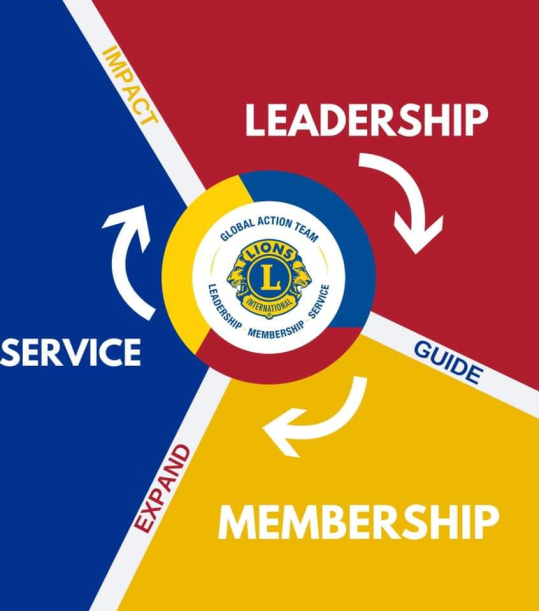 IMPACT
LEADERSHIP
GLOBAL ACTION TEAM
LIONS
L
INTERNATIONAL
LEADERSHIP MEMBERSHIP SERVICE
SERVICE
GUIDE
EXPAND
MEMBERSHIP